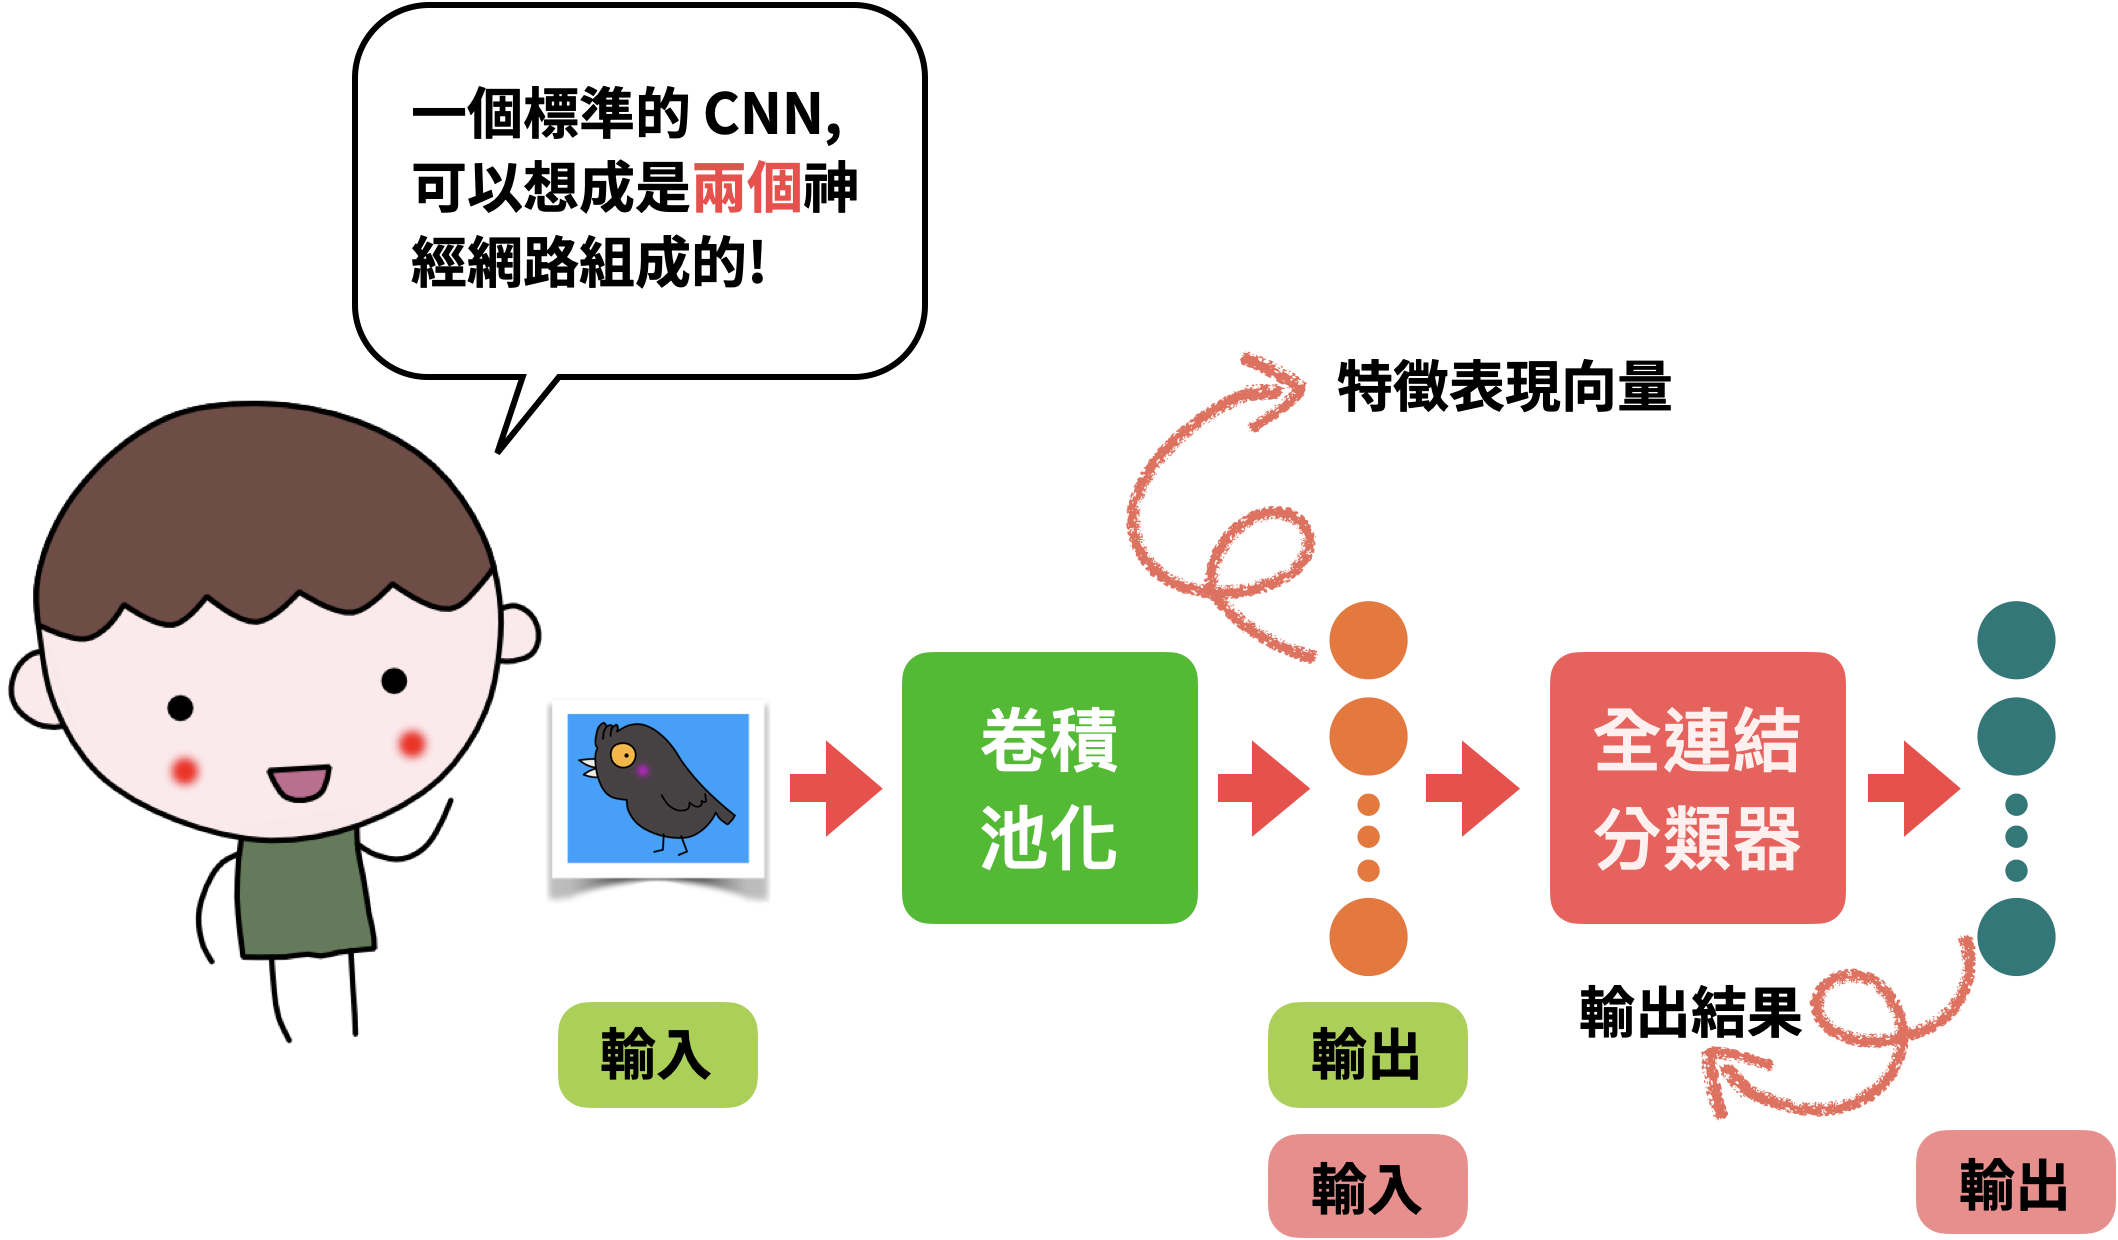 一個標準的 CNN,
可以想成是兩個神
經網路組成的!
特徵表現向量
卷積
池化
全連結
分類器
輸出結果
輸入
輸出
輸入
輸出